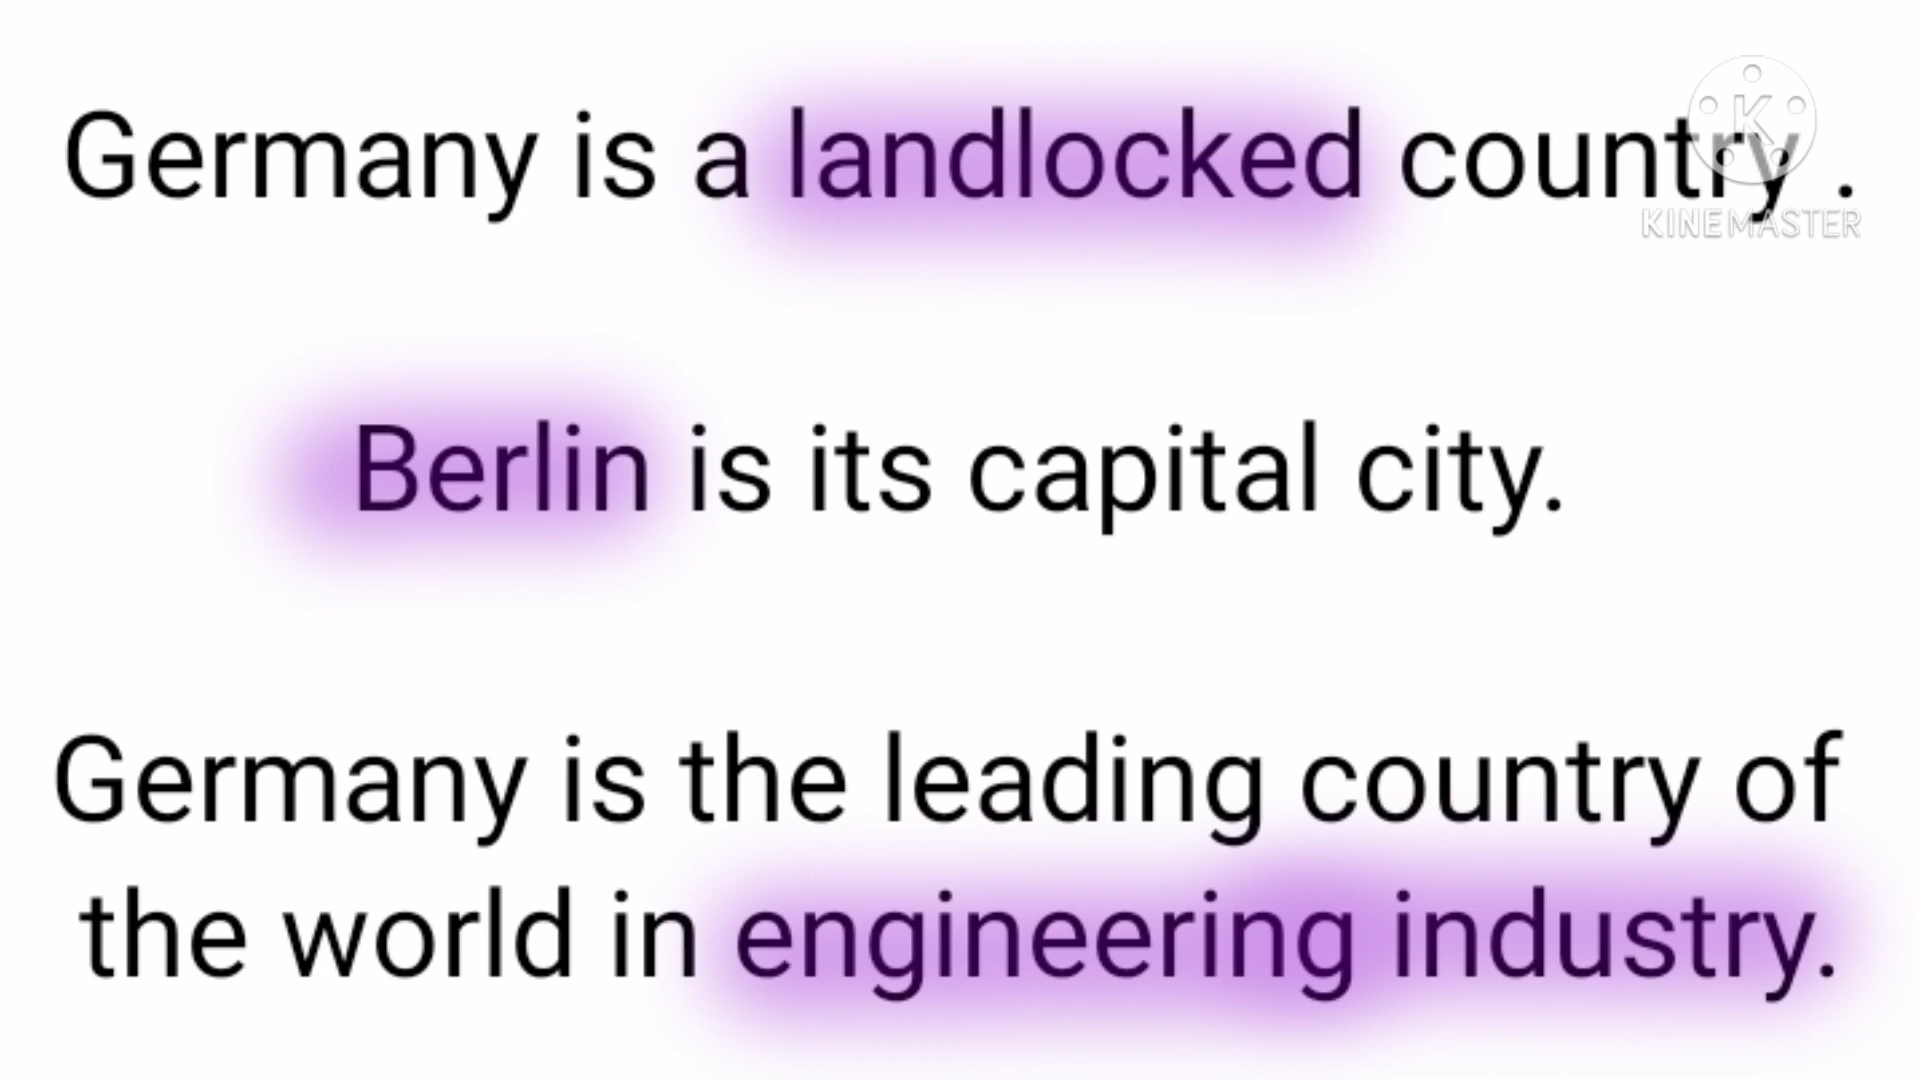 Germany is a landlocked country .
KINEMASTER
Berlin is its capital city.
Germany is the leading country of
the world in engineering industry.